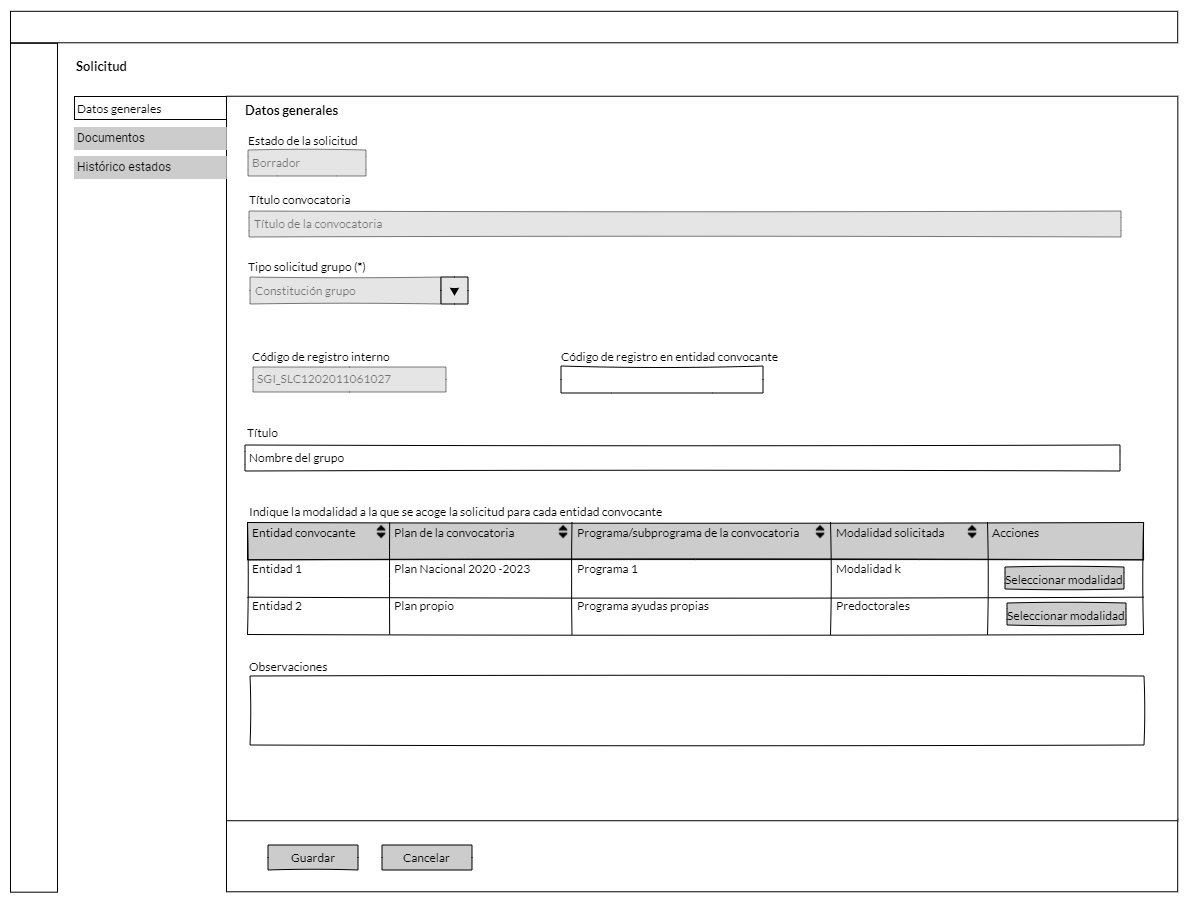 Solicitud
Datos generales
Documentos
Histórico estados
Datos generales
Estado de la solicitud
Borrador
Título convocatoria
Título de la convocatoria
Tipo solicitud grupo (*)
Constitución grupo
Código de registro interno
Código de registro en entidad convocante
SGI_SLC1202011061027
Título
Nombre del grupo
Indique la modalidad a la que se acoge la solicitud para cada entidad convocante
Entidad convocante Plan de la convocatoria Programa/subprograma de la convocatoria Modalidad solicitada Acciones
Entidad 1 Plan Nacional 2020 -2023 Programa 1 Modalidad k Seleccionar modalidad
Entidad 2 Plan propio Programa ayudas propias Predoctorales Seleccionar modalidad
Observaciones
Guardar Cancelar